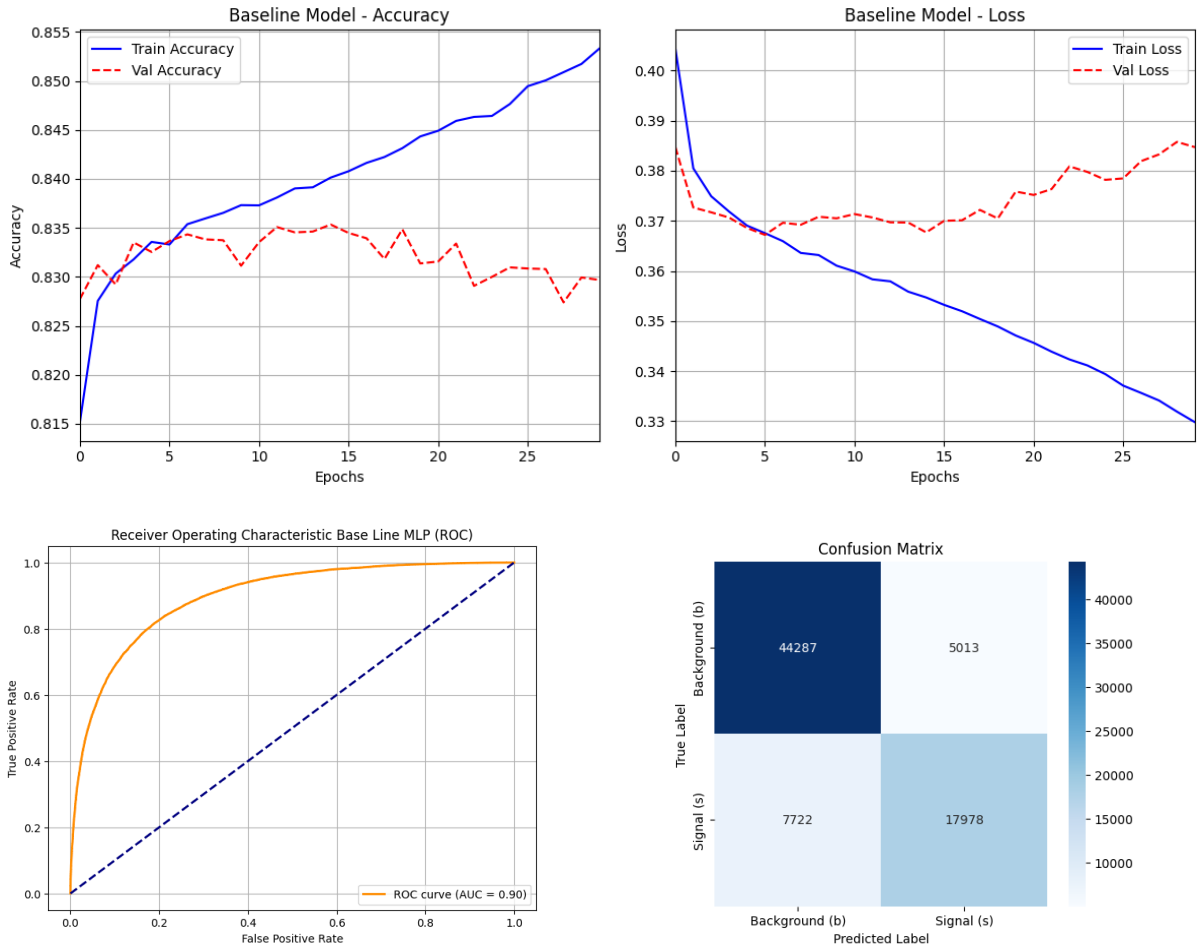 Baseline Model - Accuracy
0.855
0.850
0.845
0.840
0.835
0.830
0.825
0.820
0.815
Accuracy
Train Accuracy
Val Accuracy
0 5 10 15 20 25
Epochs
Baseline Model - Loss
0.40
0.39
0.38
0.37
0.36
0.35
0.34
0.33
Loss
Train Loss
Val Loss
0 5 10 15 20 25
Epochs
Receiver Operating Characteristic Base Line MLP (ROC)
1.0
0.8
0.6
0.4
0.2
0.0
True Positive Rate
ROC curve (AUC = 0.90)
0.0 0.2 0.4 0.6 0.8 1.0
False Positive Rate
Confusion Matrix
True Label
Background (b)
44287 5013
Signal (s)
7722 17978
Background (b) Signal (s)
Predicted Label
40000
35000
30000
25000
20000
15000
10000